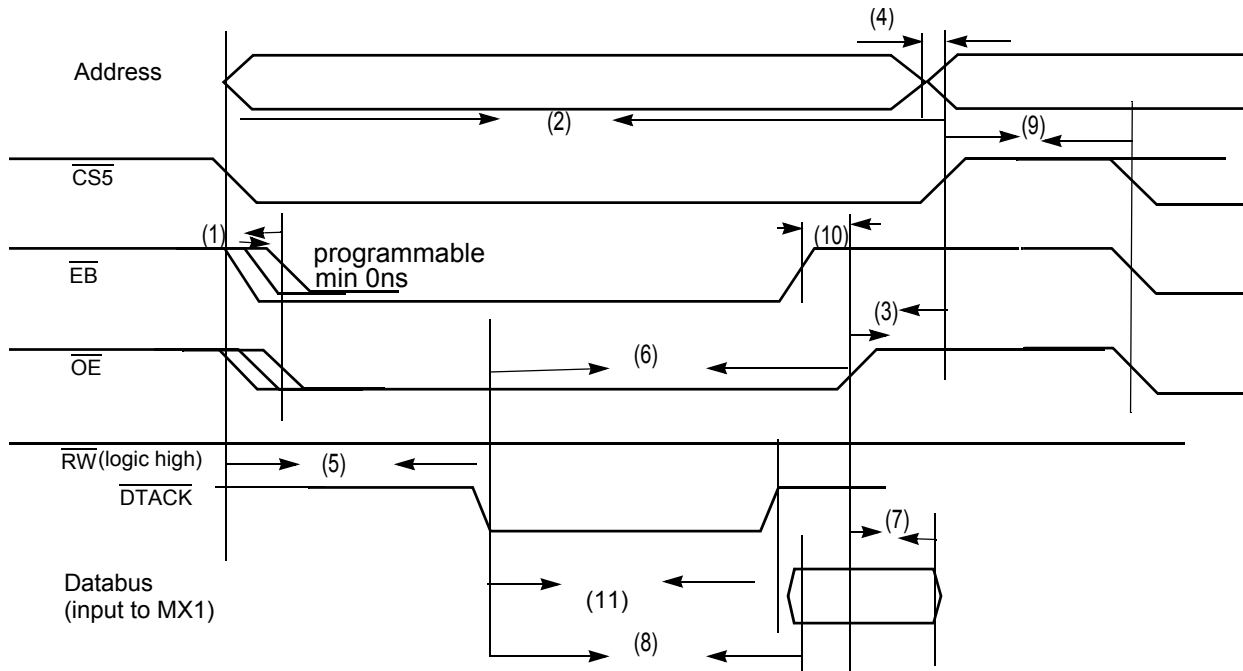 (4)
Address
(2)
(9)
CS5
(1)
programmable
min 0ns
(10)
EB
(3)
(6)
OE
RW(logic high)
(5)
DTACK
(7)
Databus
(input to MX1)
(11)
(8)